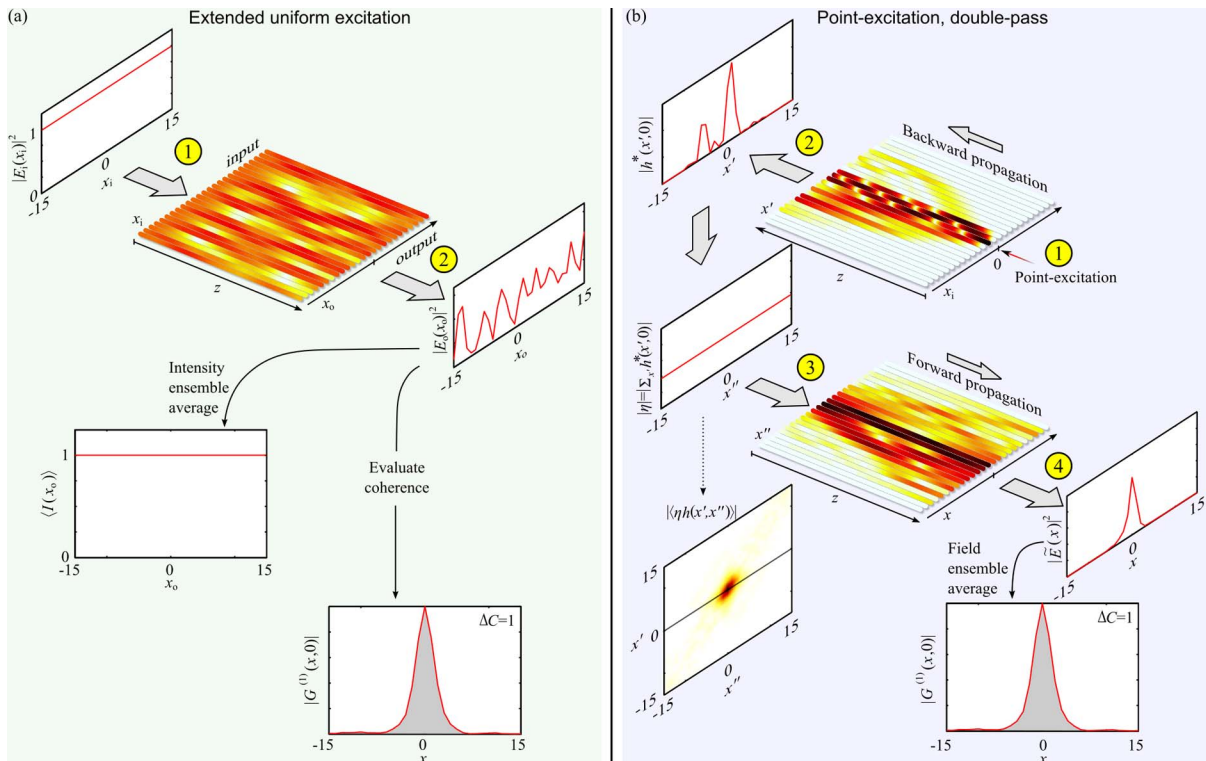 (a)
Extended uniform excitation
|E_i(x_i)|^2
1
0
-15
0
15
x_i
1
input
x_i
z
output
x_o
2
|E_o(x_o)|^2
-15
0
15
x_o
Intensity
ensemble
average
⟨I(x_o)⟩
1
0
-15
0
15
x_o
Evaluate
coherence
|G^(1)(x,0)|
ΔC=1
-15
0
15
x
(b)
Point-excitation, double-pass
|h*(x′,0)|
-15
0
15
x′
2
Backward propagation
x′
z
x_i
0
1
Point-excitation
|η|=|Σ_x′ h*(x′,0)|
-15
0
15
x″
3
Forward propagation
x″
z
x
4
|⟨ηh(x′,x″)⟩|
15
x′ 0
-15
-15
0
15
x″
|Ẽ(x)|^2
-15
0
15
x
Field
ensemble
average
|G^(1)(x,0)|
ΔC=1
-15
0
15
x